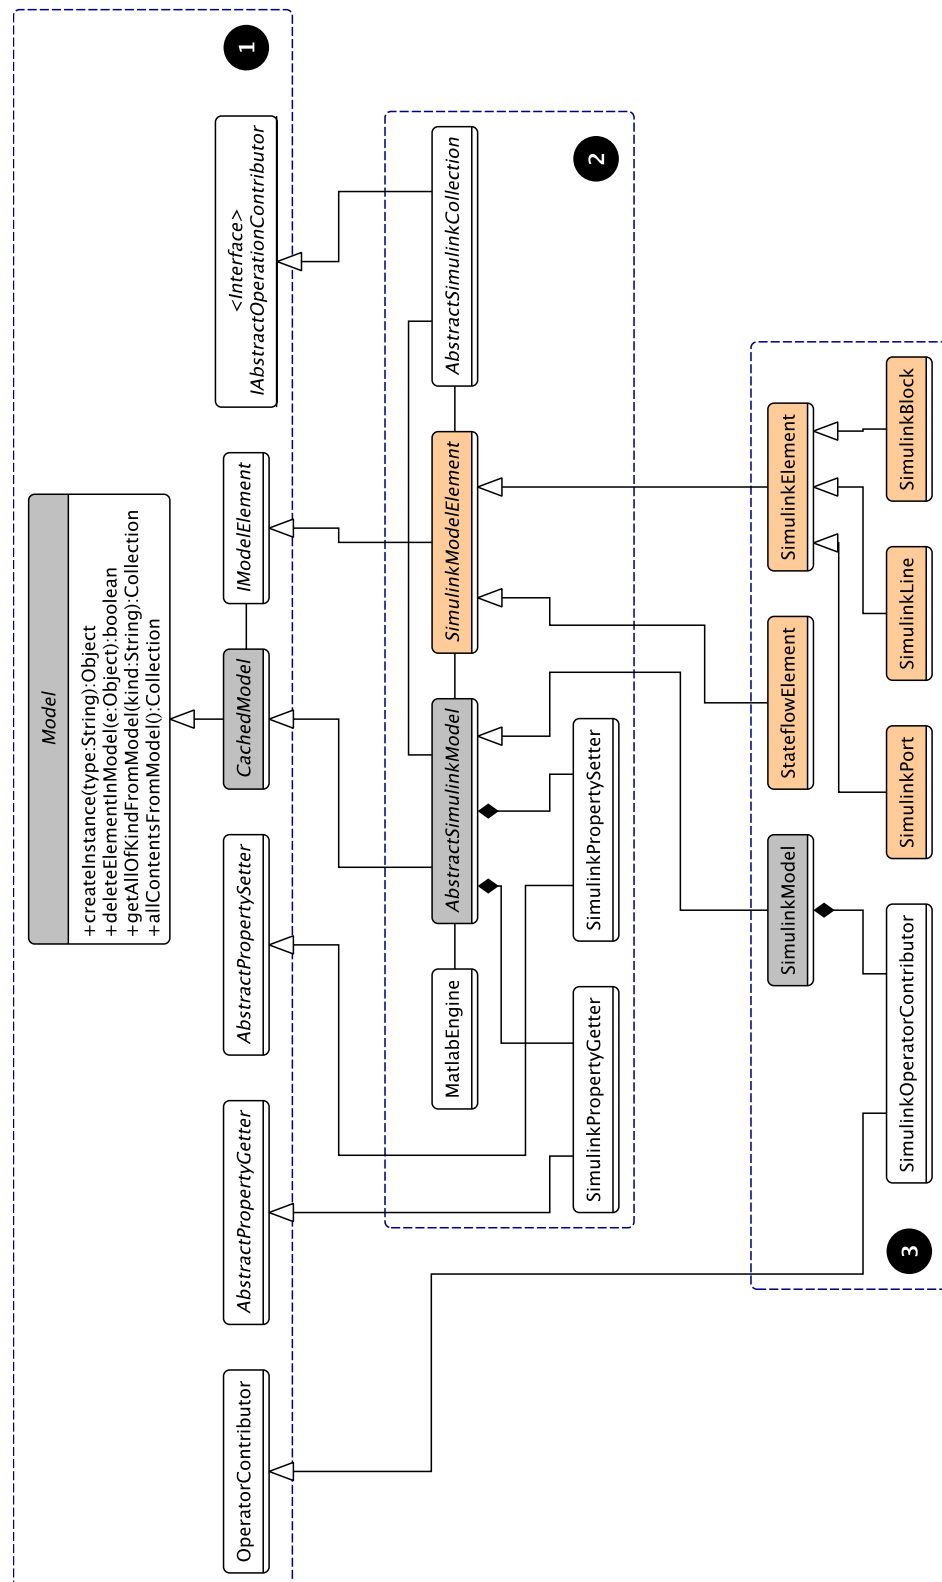 Model
+createInstance(type:String):Object
+deleteElementInModel(e:Object):boolean
+getAllOfKindFromModel(kind:String):Collection
+allContentsFromModel():Collection
1
OperatorContributor
AbstractPropertyGetter
AbstractPropertySetter
CachedModel
IModelElement
<Interface>
IAbstractOperationContributor
MatlabEngine
AbstractSimulinkModel
SimulinkModelElement
AbstractSimulinkCollection
SimulinkPropertyGetter
SimulinkPropertySetter
2
SimulinkModel
StateflowElement
SimulinkElement
3
SimulinkOperatorContributor
SimulinkPort
SimulinkLine
SimulinkBlock